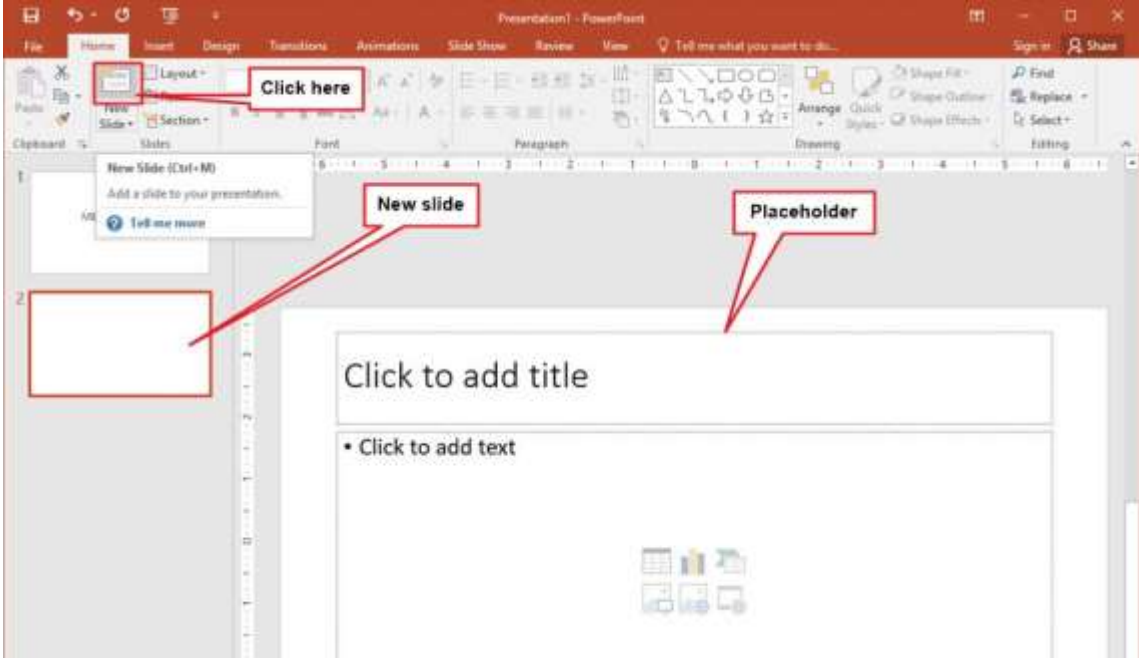 Presentation1 - PowerPoint
File Home Insert Design Transitions Animations Slide Show Review View Tell me what you want to do... Sign in Share
Click here
Paste
New
Slide
Layout
Section
Aa
A
Arrange
Quick
Styles
Shape Fill
Shape Outline
Shape Effects
Find
Replace
Select
Clipboard Slides Font Paragraph Drawing Editing
New Slide (Ctrl+M)
Add a slide to your presentation.
Tell me more
New slide
Placeholder
1
2
Click to add title
• Click to add text